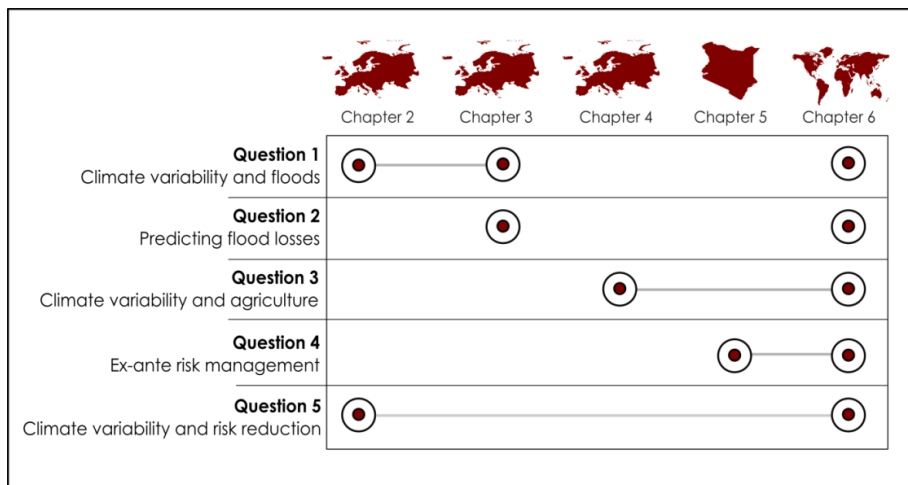 Chapter 2 Chapter 3 Chapter 4 Chapter 5 Chapter 6
Question 1
Climate variability and floods
Question 2
Predicting flood losses
Question 3
Climate variability and agriculture
Question 4
Ex-ante risk management
Question 5
Climate variability and risk reduction